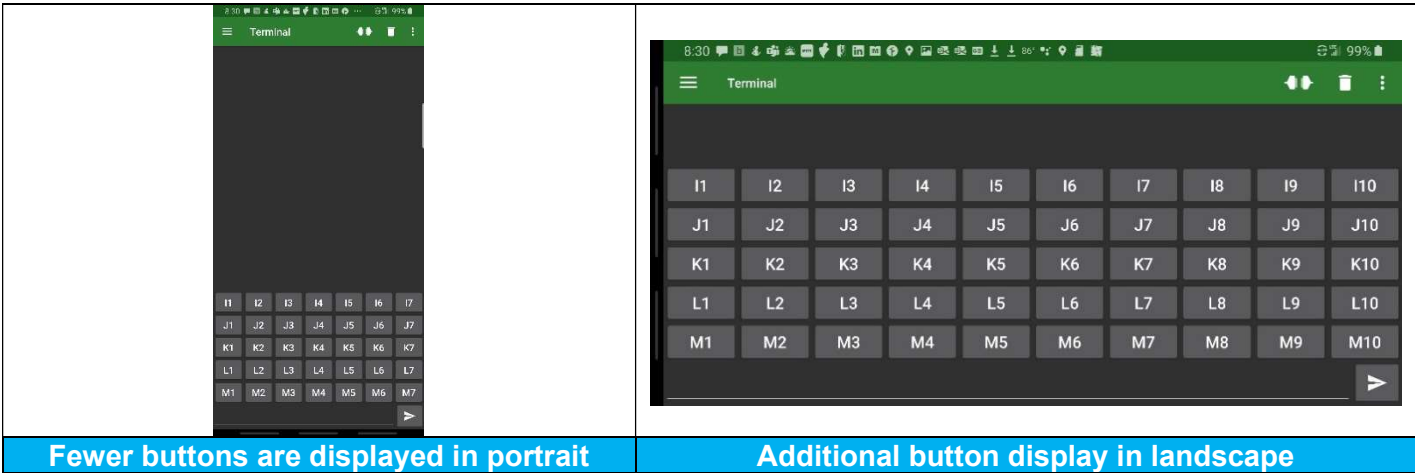 8:30 99%
Terminal
I1 I2 I3 I4 I5 I6 I7
J1 J2 J3 J4 J5 J6 J7
K1 K2 K3 K4 K5 K6 K7
L1 L2 L3 L4 L5 L6 L7
M1 M2 M3 M4 M5 M6 M7
Fewer buttons are displayed in portrait
8:30 86° 99%
Terminal
I1 I2 I3 I4 I5 I6 I7 I8 I9 I10
J1 J2 J3 J4 J5 J6 J7 J8 J9 J10
K1 K2 K3 K4 K5 K6 K7 K8 K9 K10
L1 L2 L3 L4 L5 L6 L7 L8 L9 L10
M1 M2 M3 M4 M5 M6 M7 M8 M9 M10
Additional button display in landscape